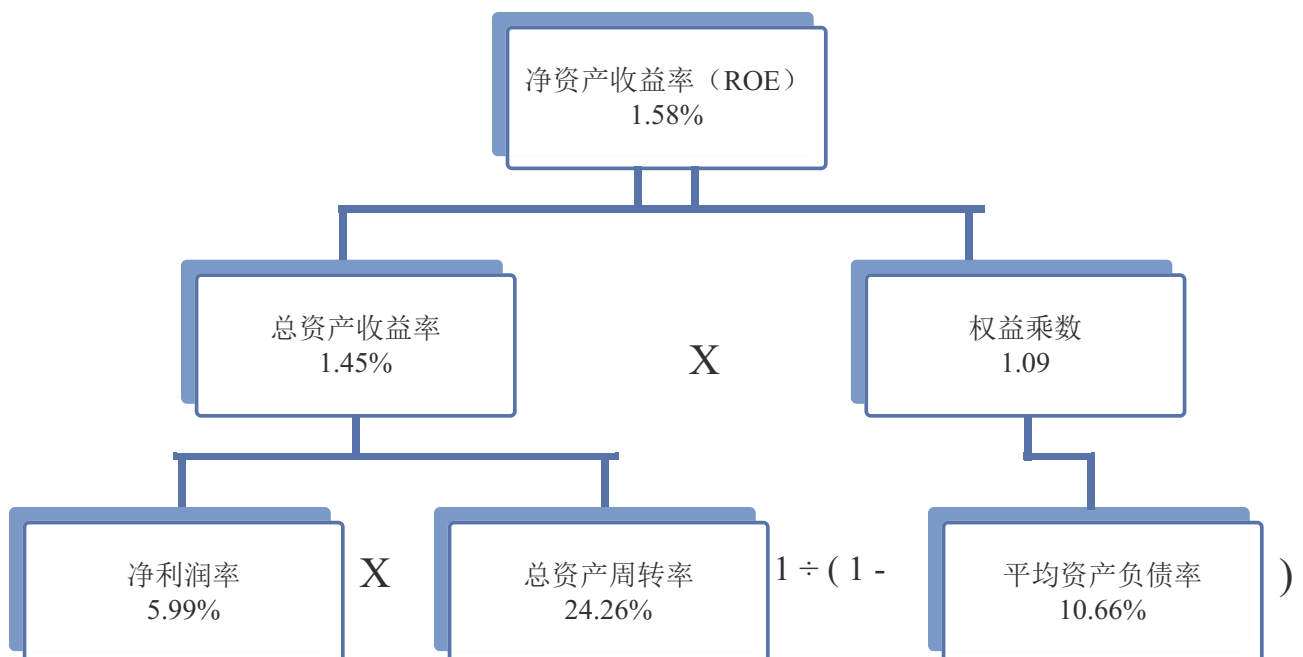 净资产收益率（ROE）
1.58%
总资产收益率
1.45%
X
权益乘数
1.09
净利润率
5.99%
X
总资产周转率
24.26%
1 ÷ ( 1 -
平均资产负债率
10.66%
)